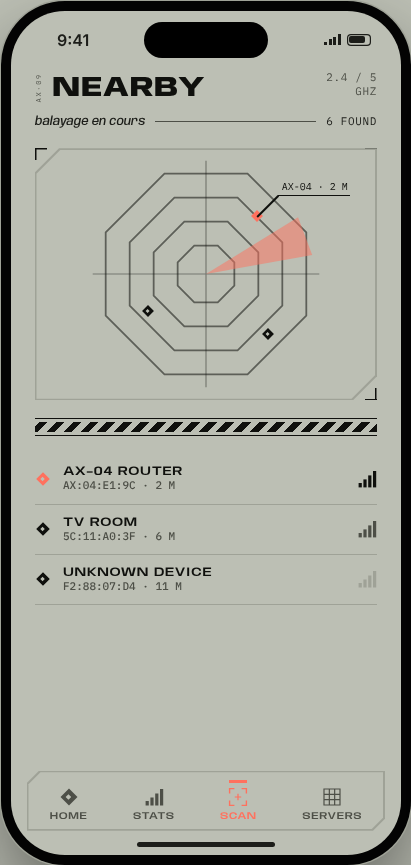 9:41
AX-09
NEARBY
2.4 / 5
GHZ
balayage en cours
6 FOUND
AX-04 · 2 M
AX-04 ROUTER
AX:04:E1:9C · 2 M
TV ROOM
5C:11:A0:3F · 6 M
UNKNOWN DEVICE
F2:88:07:D4 · 11 M
HOME
STATS
SCAN
SERVERS